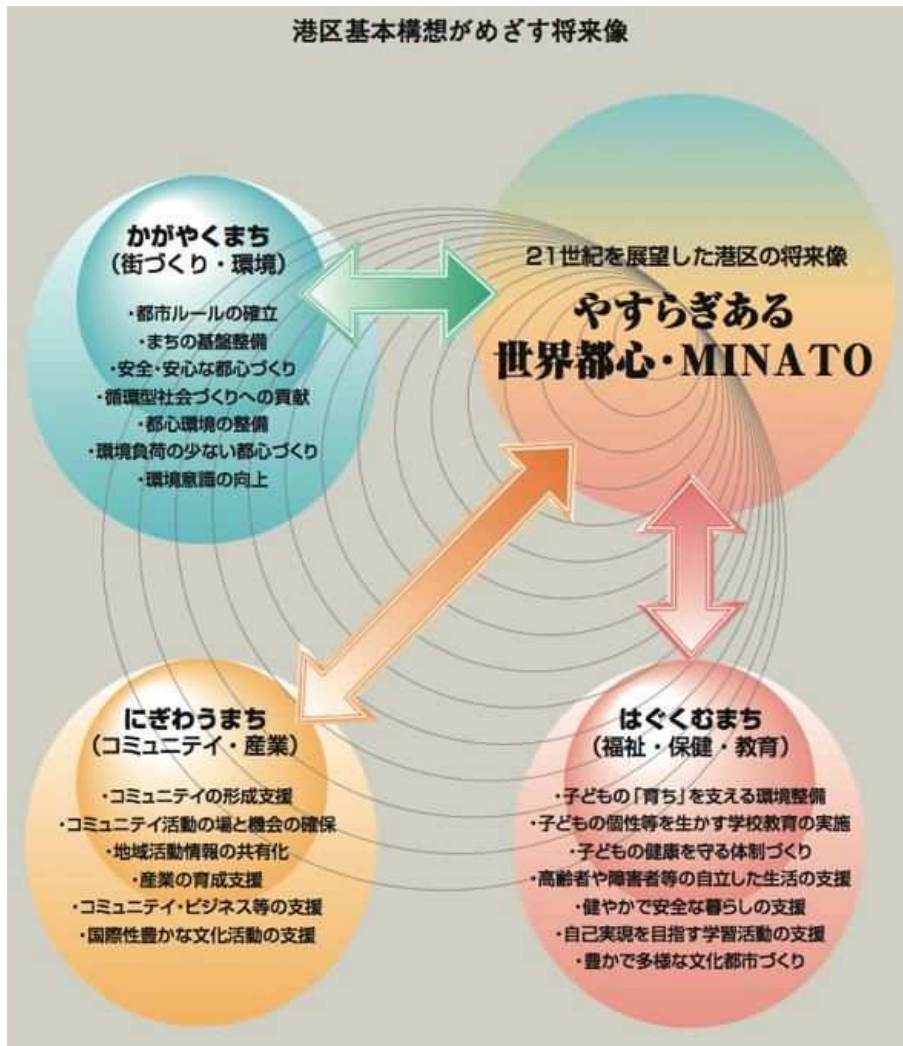 港区基本構想がめざす将来像
かがやくまち
(街づくり・環境)
・都市ルールの確立
・まちの基盤整備
・安全・安心な都心づくり
・循環型社会づくりへの貢献
・都心環境の整備
・環境負荷の少ない都心づくり
・環境意識の向上
21世紀を展望した港区の将来像
やすらぎある
世界都心・MINATO
にぎわうまち
(コミュニテイ・産業)
・コミュニテイの形成支援
・コミュニテイ活動の場と機会の確保
・地域活動情報の共有化
・産業の育成支援
・コミュニテイ・ビジネス等の支援
・国際性豊かな文化活動の支援
はぐくむまち
(福祉・保健・教育)
・子どもの「育ち」を支える環境整備
・子どもの個性等を生かす学校教育の実施
・子どもの健康を守る体制づくり
・高齢者や障害者等の自立した生活の支援
・健やかで安全な暮らしの支援
・自己実現を目指す学習活動の支援
・豊かで多様な文化都市づくり